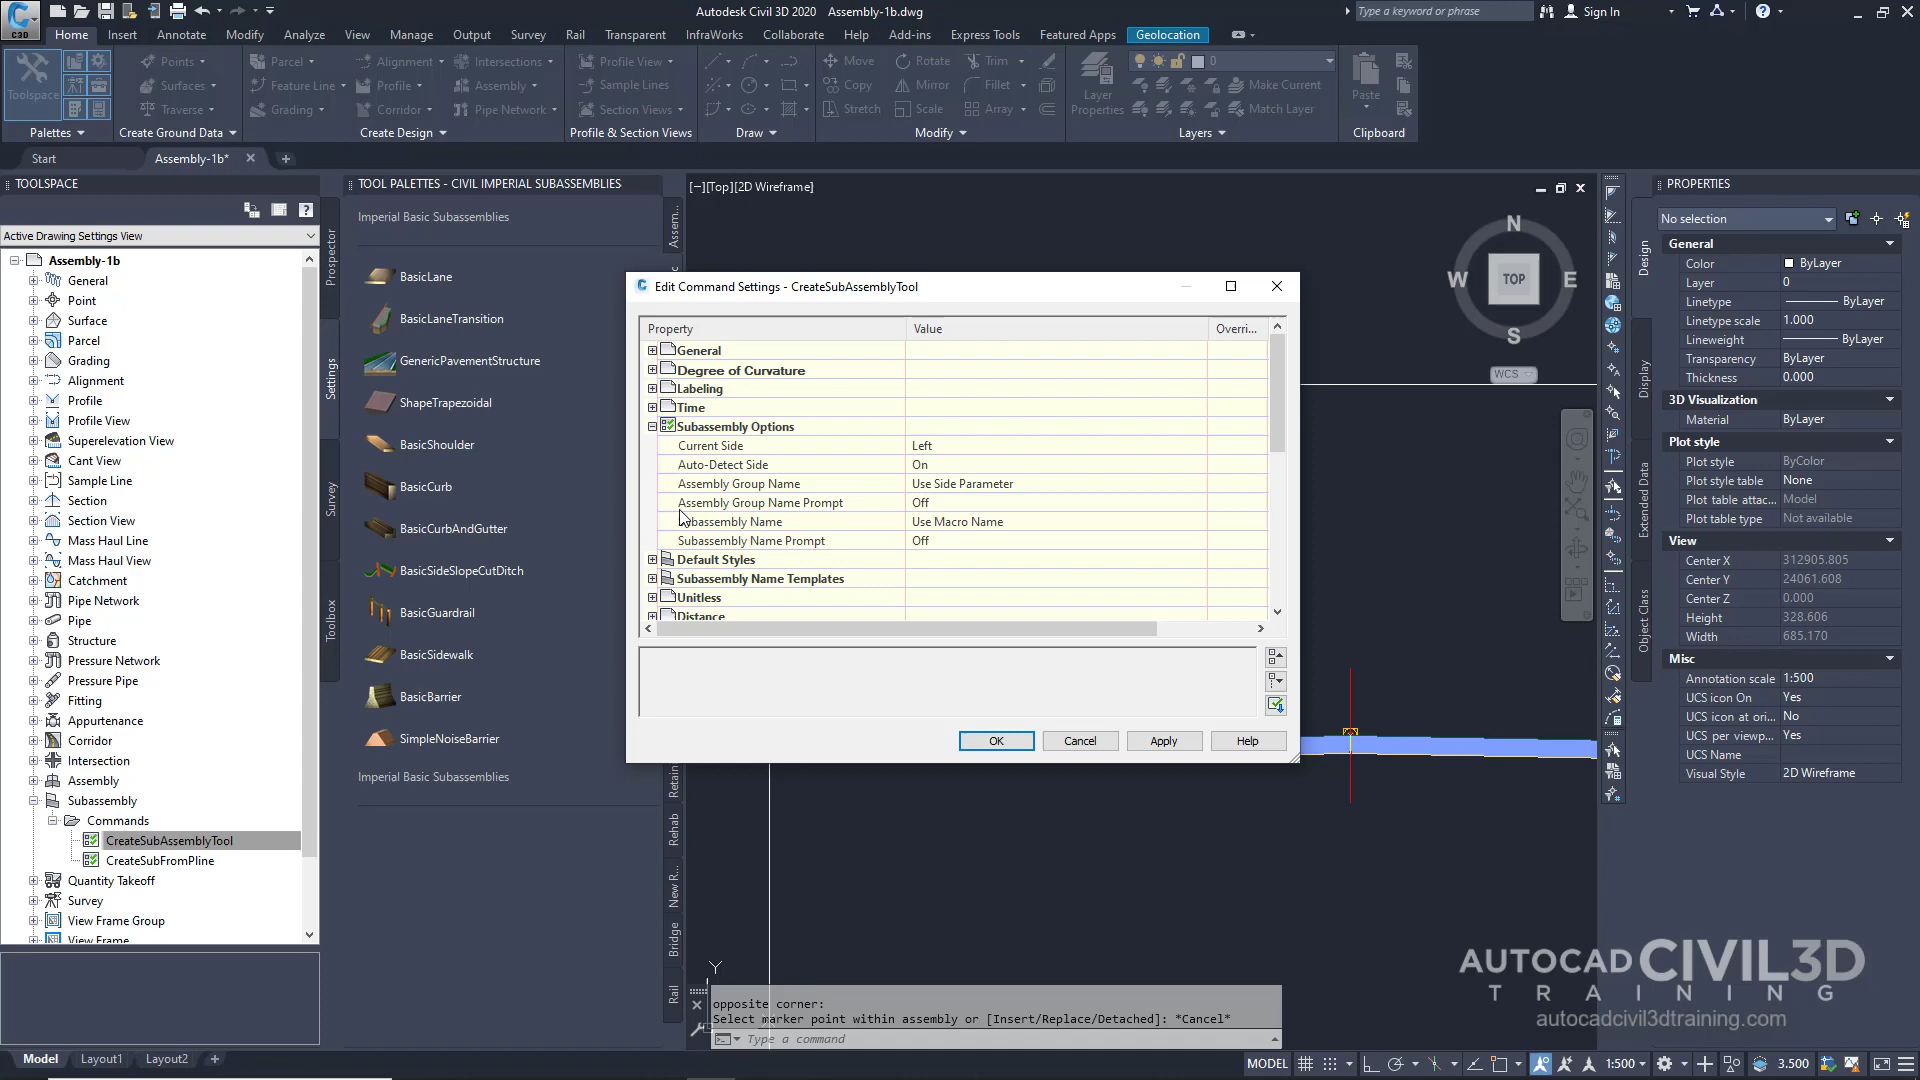 Autodesk Civil 3D 2020 Assembly-1b.dwg
Type a keyword or phrase
Sign In
C3D
Home Insert Annotate Modify Analyze View Manage Output Survey Rail Transparent InfraWorks Collaborate Help Add-ins Express Tools Featured Apps Geolocation
Toolspace
Points
Surfaces
Traverse
Parcel
Feature Line
Grading
Alignment
Profile
Corridor
Intersections
Assembly
Pipe Network
Profile View
Sample Lines
Section Views
Move
Copy
Stretch
Rotate
Mirror
Scale
Trim
Fillet
Array
Layer
Properties
0
Make Current
Match Layer
Paste
Palettes
Create Ground Data
Create Design
Profile & Section Views
Draw
Modify
Layers
Clipboard
Start
Assembly-1b*
TOOLSPACE
Active Drawing Settings View
Assembly-1b
General
Point
Surface
Parcel
Grading
Alignment
Profile
Profile View
Superelevation View
Cant View
Sample Line
Section
Section View
Mass Haul Line
Mass Haul View
Catchment
Pipe Network
Pipe
Structure
Pressure Network
Pressure Pipe
Fitting
Appurtenance
Corridor
Intersection
Assembly
Subassembly
Commands
CreateSubAssemblyTool
CreateSubFromPline
Quantity Takeoff
Survey
View Frame Group
View Frame
Prospector
Settings
Survey
Toolbox
TOOL PALETTES - CIVIL IMPERIAL SUBASSEMBLIES
Imperial Basic Subassemblies
BasicLane
BasicLaneTransition
GenericPavementStructure
ShapeTrapezoidal
BasicShoulder
BasicCurb
BasicCurbAndGutter
BasicSideSlopeCutDitch
BasicGuardrail
BasicSidewalk
BasicBarrier
SimpleNoiseBarrier
Imperial Basic Subassemblies
Assem...
Retain
Rehab
New R...
Bridge
Rail
[−][Top][2D Wireframe]
N
W TOP E
S
WCS
Edit Command Settings - CreateSubAssemblyTool
Property Value Overri...
General
Degree of Curvature
Labeling
Time
Subassembly Options
Current Side Left
Auto-Detect Side On
Assembly Group Name Use Side Parameter
Assembly Group Name Prompt Off
Subassembly Name Use Macro Name
Subassembly Name Prompt Off
Default Styles
Subassembly Name Templates
Unitless
Distance
OK Cancel Apply Help
Y
opposite corner:
Select marker point within assembly or [Insert/Replace/Detached]: *Cancel*
Type a command
PROPERTIES
No selection
General
Color ByLayer
Layer 0
Linetype ByLayer
Linetype scale 1.000
Lineweight ByLayer
Transparency ByLayer
Thickness 0.000
3D Visualization
Material ByLayer
Plot style
Plot style ByColor
Plot style table None
Plot table attac... Model
Plot table type Not available
View
Center X 312905.805
Center Y 24061.608
Center Z 0.000
Height 328.606
Width 685.170
Misc
Annotation scale 1:500
UCS icon On Yes
UCS icon at ori... No
UCS per viewp... Yes
UCS Name
Visual Style 2D Wireframe
Design
Display
Extended Data
Object Class
AUTOCAD CIVIL 3D
TRAINING
autocadcivil3dtraining.com
Model Layout1 Layout2
MODEL
1:500
3.500